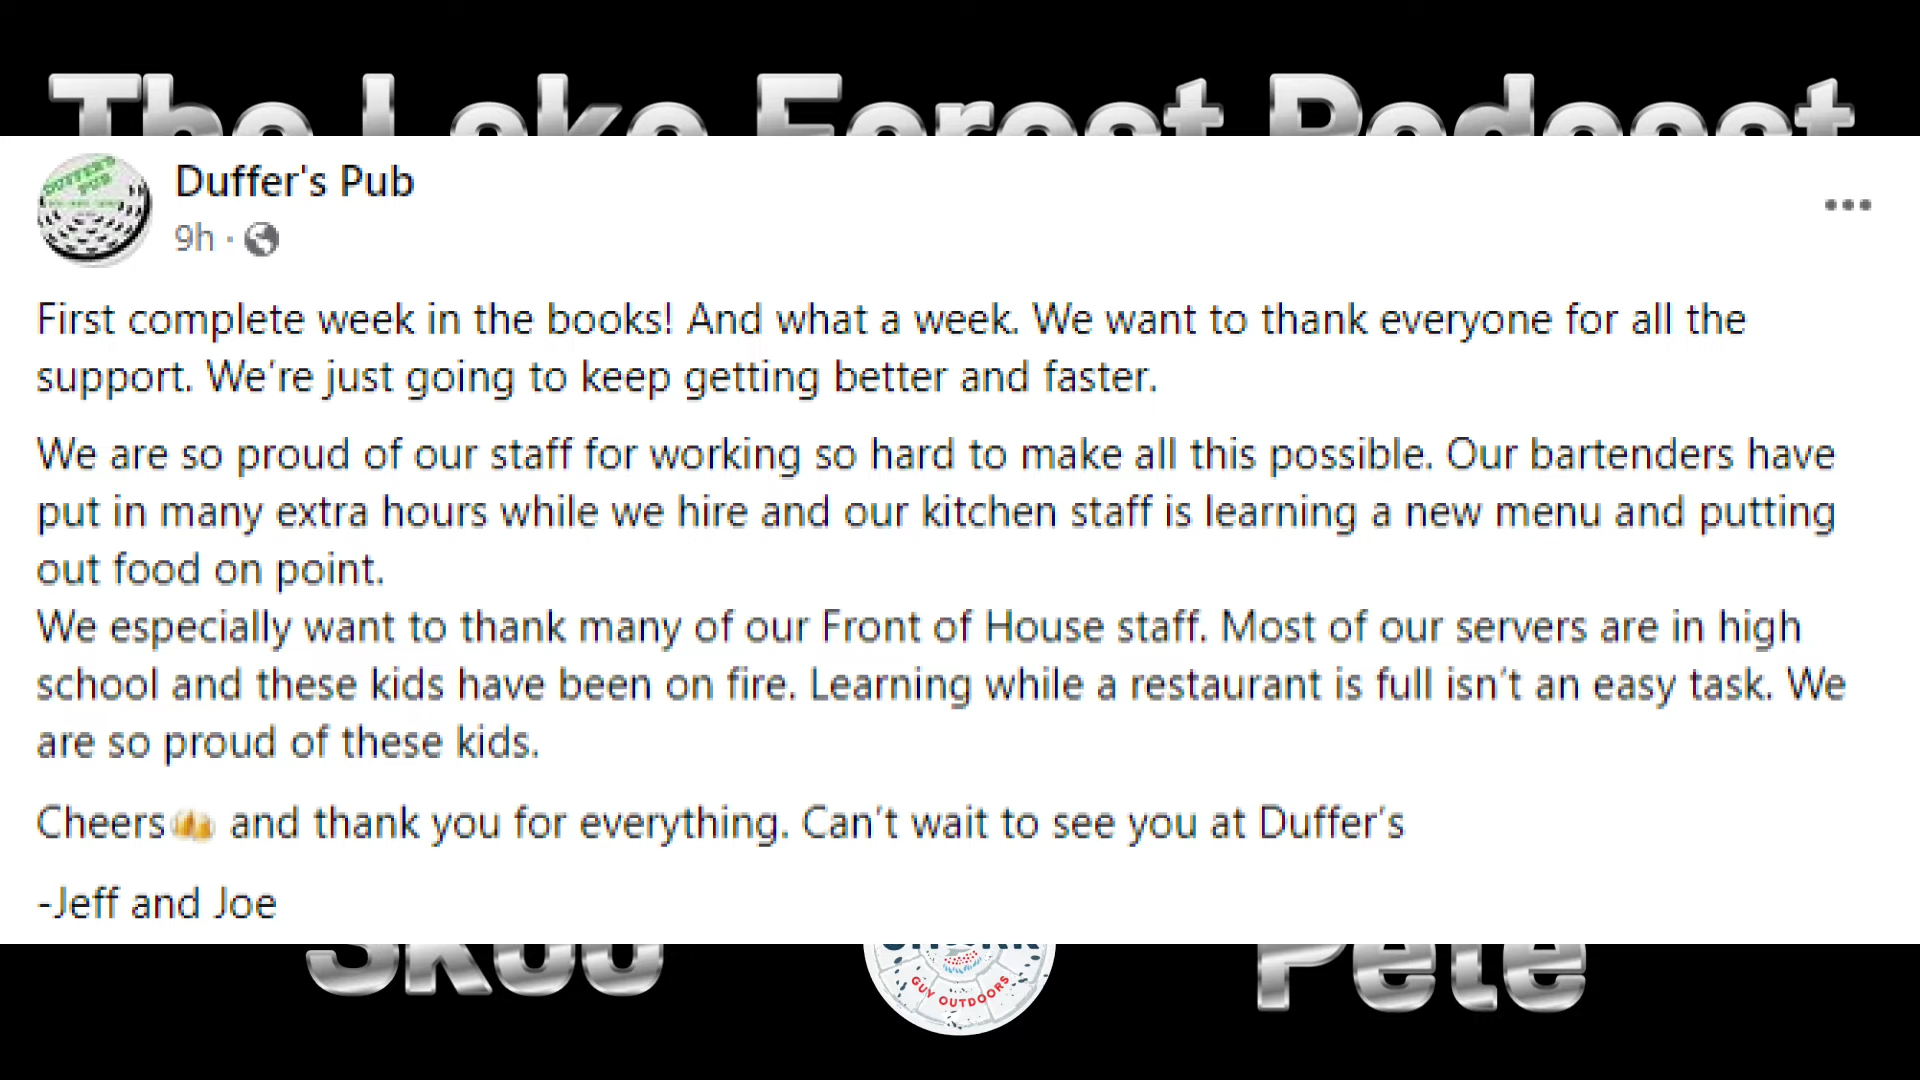 The Lake Forest Podcast
DUFFER'S
PUB
Duffer's Pub
9h ·
First complete week in the books! And what a week. We want to thank everyone for all the
support. We're just going to keep getting better and faster.
We are so proud of our staff for working so hard to make all this possible. Our bartenders have
put in many extra hours while we hire and our kitchen staff is learning a new menu and putting
out food on point.
We especially want to thank many of our Front of House staff. Most of our servers are in high
school and these kids have been on fire. Learning while a restaurant is full isn't an easy task. We
are so proud of these kids.
Cheers🍻 and thank you for everything. Can't wait to see you at Duffer's
-Jeff and Joe
Pete
GUY OUTDOORS